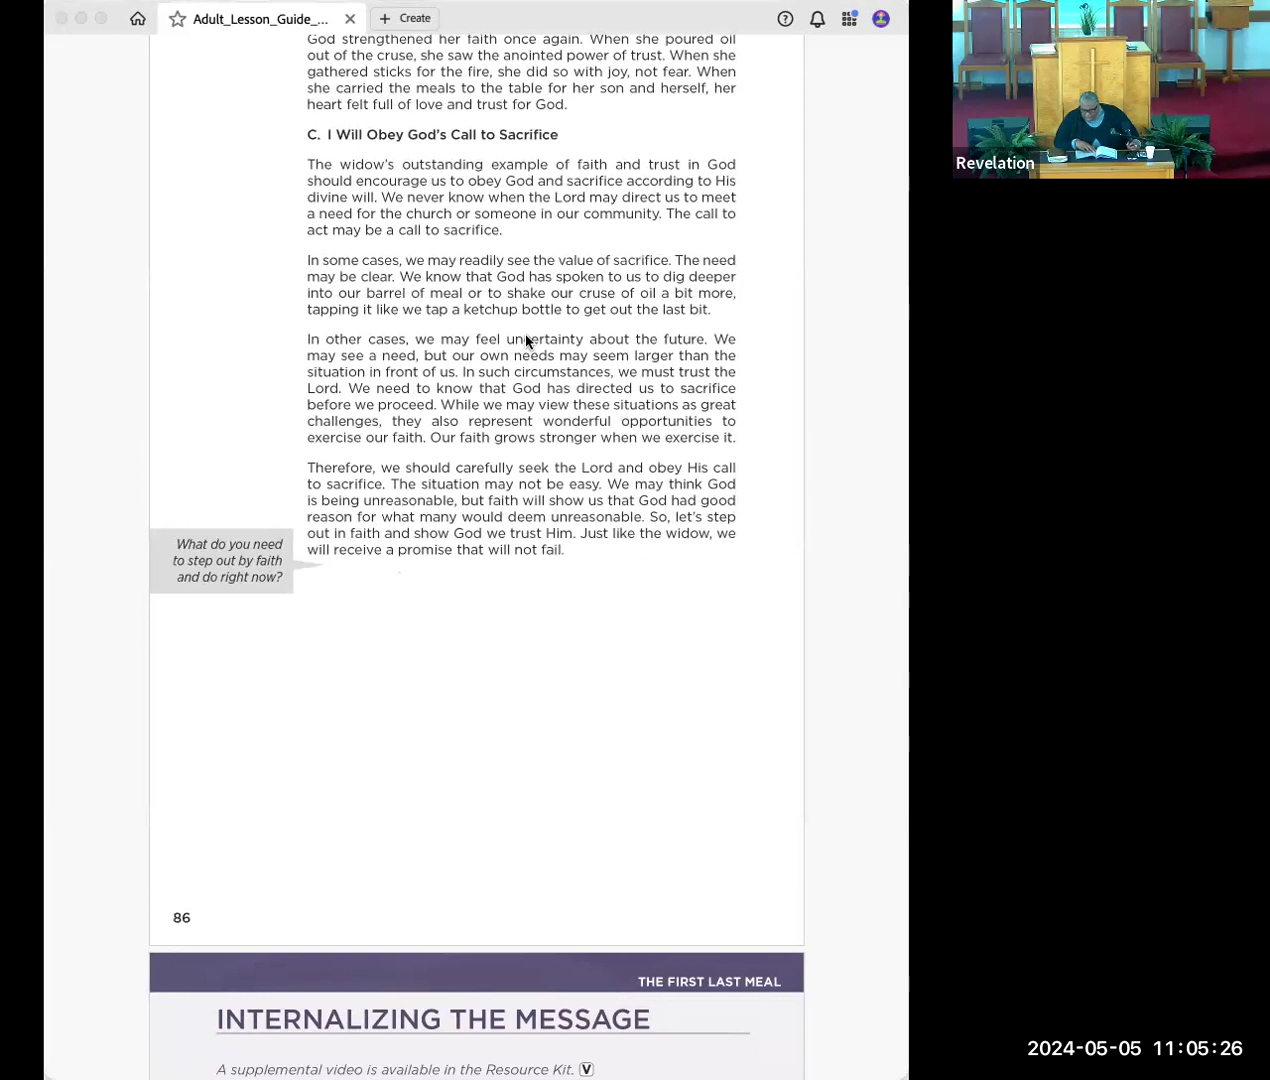 Adult_Lesson_Guide_...
Create
God strengthened her faith once again. When she poured oil
out of the cruse, she saw the anointed power of trust. When she
gathered sticks for the fire, she did so with joy, not fear. When
she carried the meals to the table for her son and herself, her
heart felt full of love and trust for God.
C. I Will Obey God's Call to Sacrifice
The widow's outstanding example of faith and trust in God
should encourage us to obey God and sacrifice according to His
divine will. We never know when the Lord may direct us to meet
a need for the church or someone in our community. The call to
act may be a call to sacrifice.
In some cases, we may readily see the value of sacrifice. The need
may be clear. We know that God has spoken to us to dig deeper
into our barrel of meal or to shake our cruse of oil a bit more,
tapping it like we tap a ketchup bottle to get out the last bit.
In other cases, we may feel uncertainty about the future. We
may see a need, but our own needs may seem larger than the
situation in front of us. In such circumstances, we must trust the
Lord. We need to know that God has directed us to sacrifice
before we proceed. While we may view these situations as great
challenges, they also represent wonderful opportunities to
exercise our faith. Our faith grows stronger when we exercise it.
Therefore, we should carefully seek the Lord and obey His call
to sacrifice. The situation may not be easy. We may think God
is being unreasonable, but faith will show us that God had good
reason for what many would deem unreasonable. So, let's step
out in faith and show God we trust Him. Just like the widow, we
will receive a promise that will not fail.
What do you need
to step out by faith
and do right now?
86
THE FIRST LAST MEAL
INTERNALIZING THE MESSAGE
A supplemental video is available in the Resource Kit. V
Revelation
2024-05-05 11:05:26